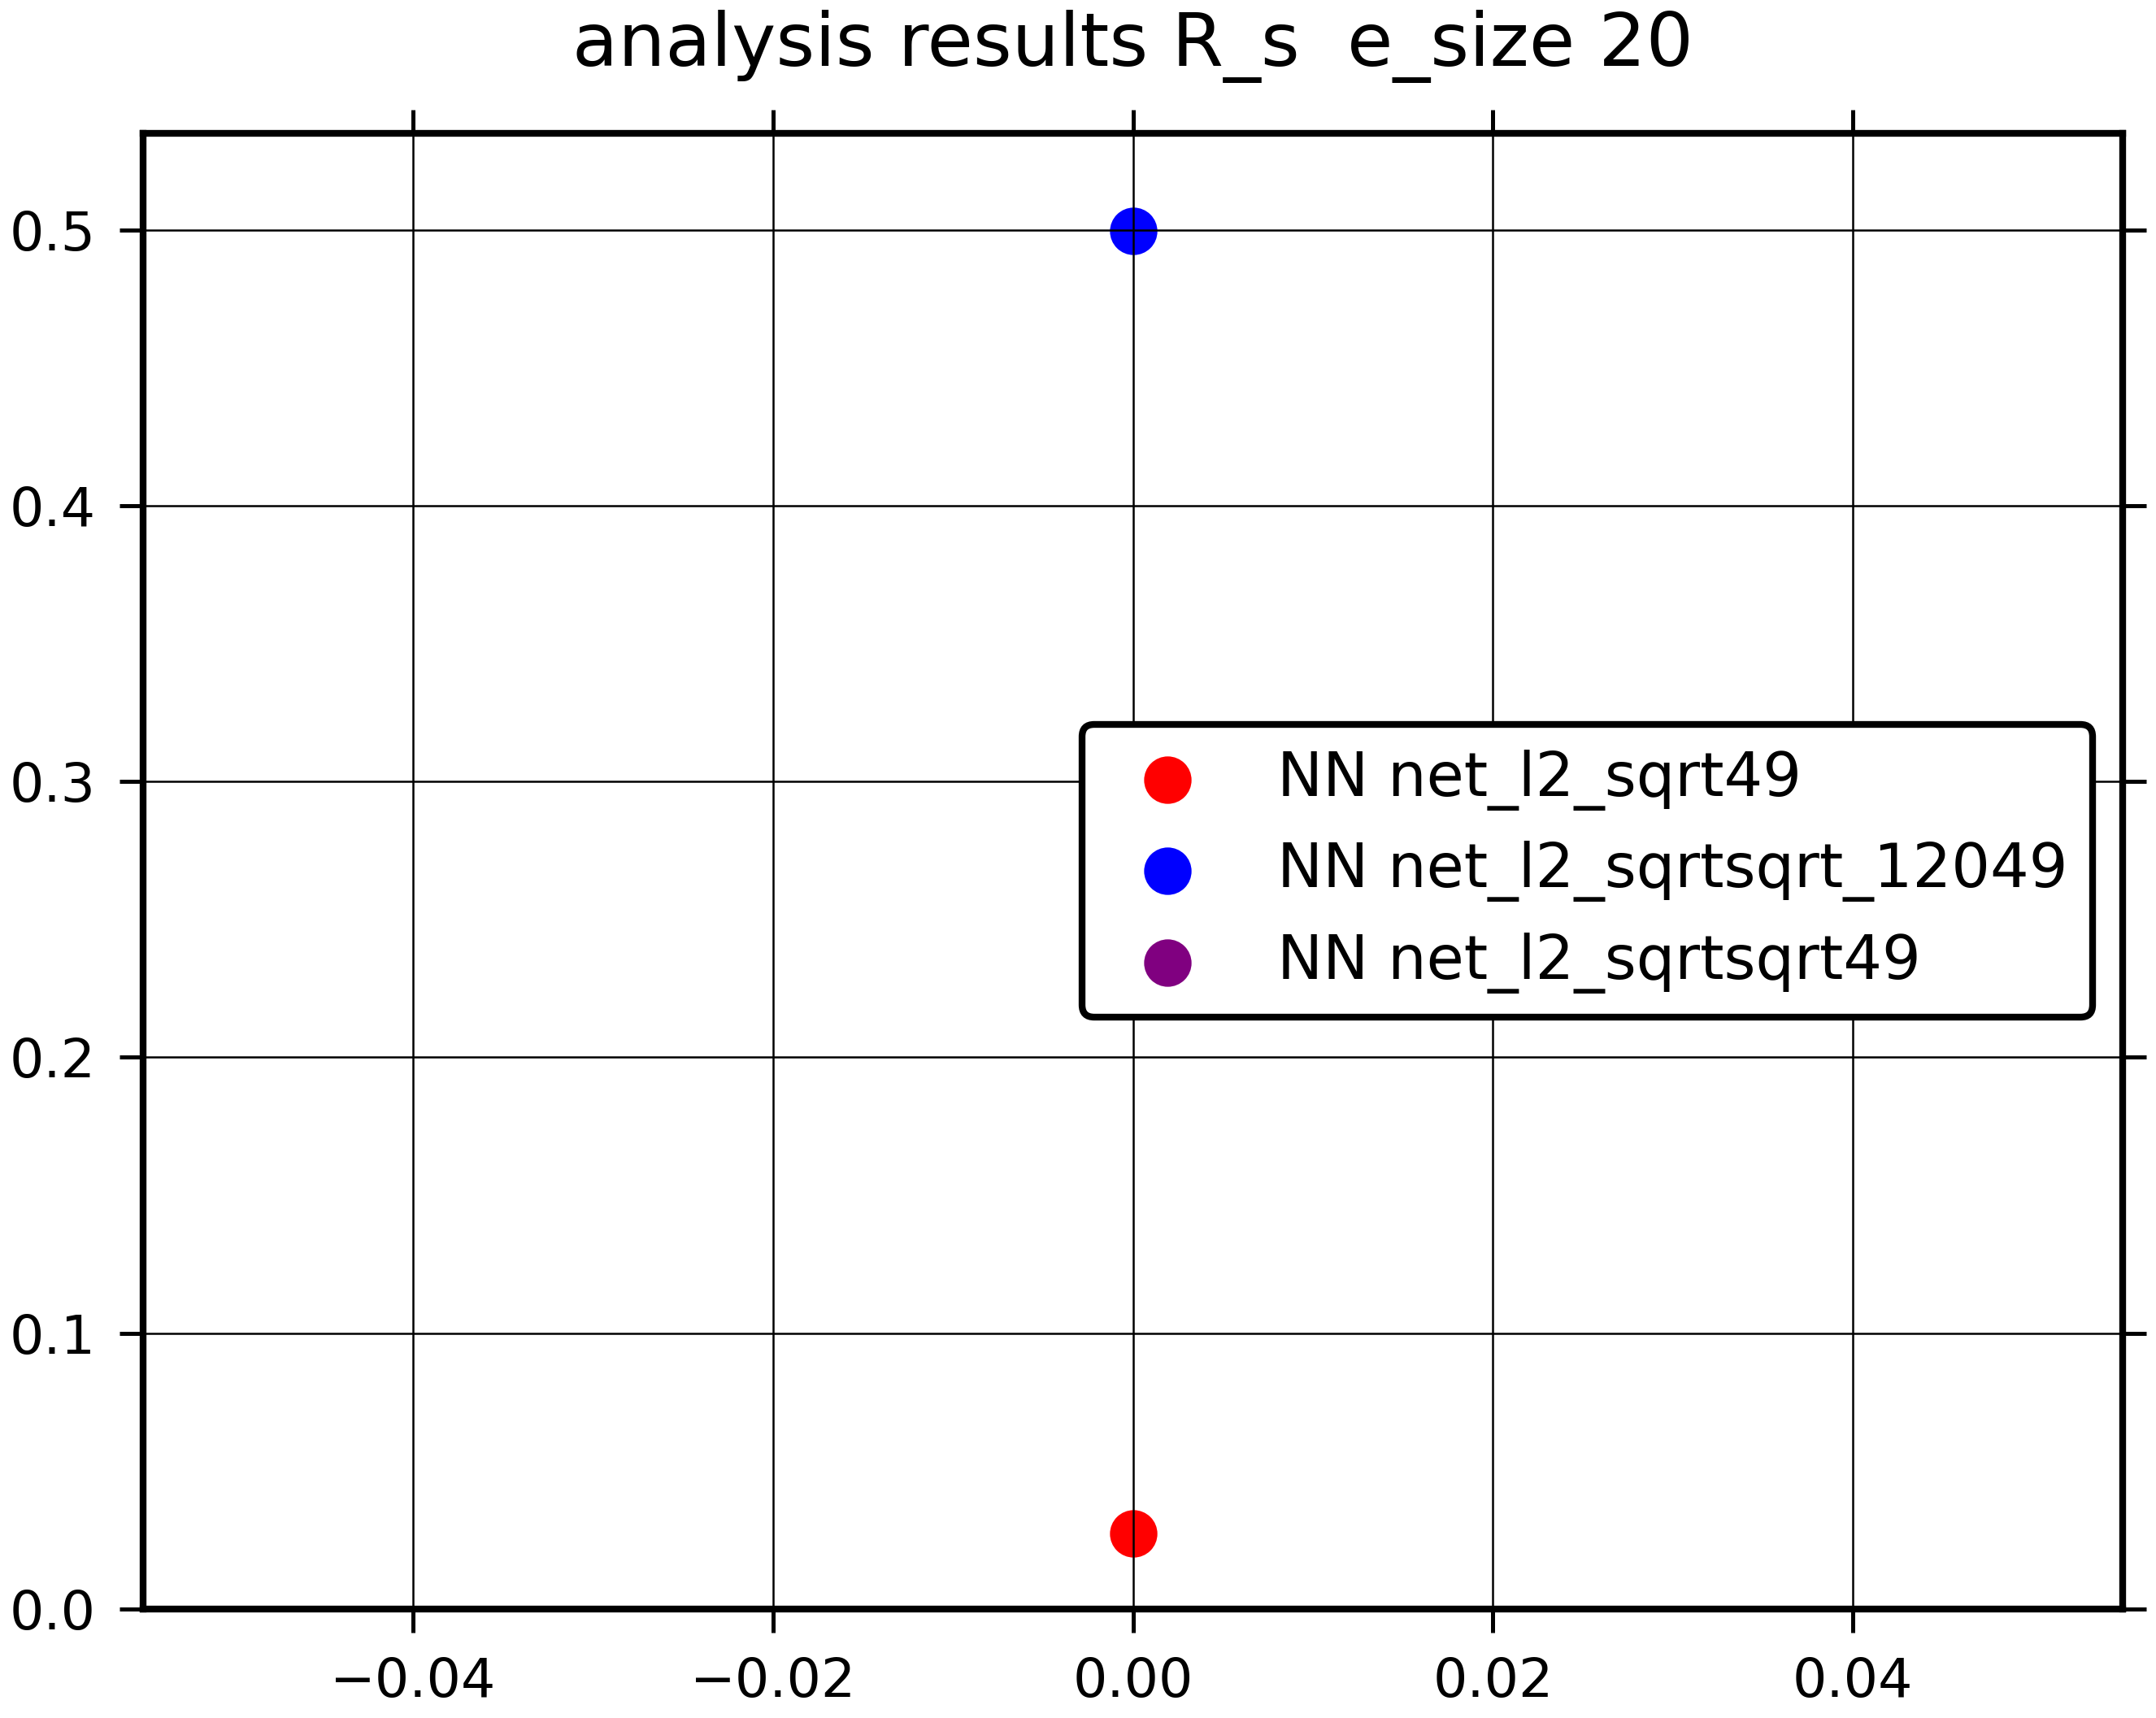 analysis results R_s  e_size 20
0.5
0.4
0.3
0.2
0.1
0.0
NN net_l2_sqrt49
NN net_l2_sqrtsqrt_12049
NN net_l2_sqrtsqrt49
−0.04 −0.02 0.00 0.02 0.04